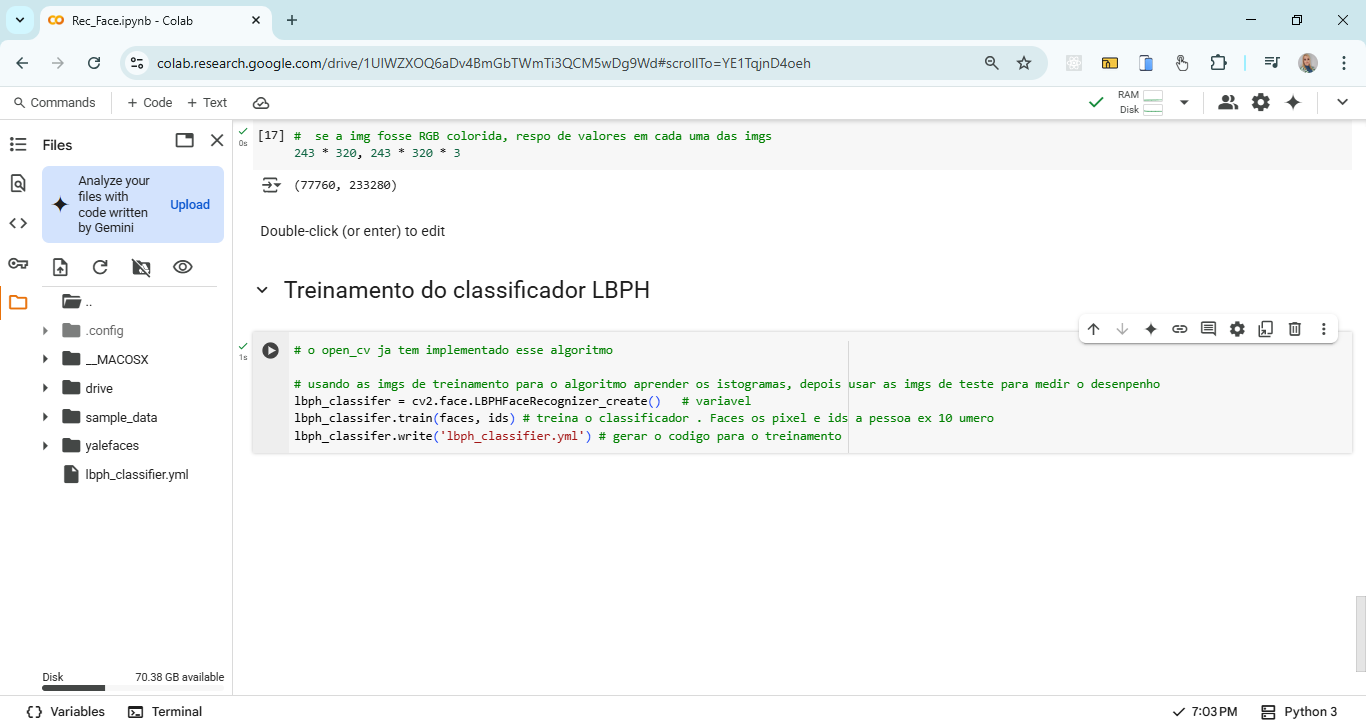 Rec_Face.ipynb - Colab
colab.research.google.com/drive/1UIWZXOQ6aDv4BmGbTWmTi3QCM5wDg9Wd#scrollTo=YE1TqjnD4oeh
Commands
+ Code
+ Text
RAM
Disk
Files
Analyze your
files with
code written
by Gemini
Upload
..
.config
__MACOSX
drive
sample_data
yalefaces
lbph_classifier.yml
Disk
70.38 GB available
0s
[17]
# se a img fosse RGB colorida, respo de valores em cada uma das imgs
243 * 320, 243 * 320 * 3
(77760, 233280)
Double-click (or enter) to edit
Treinamento do classificador LBPH
1s
# o open_cv ja tem implementado esse algoritmo
# usando as imgs de treinamento para o algoritmo aprender os istogramas, depois usar as imgs de teste para medir o desenpenho
lbph_classifer = cv2.face.LBPHFaceRecognizer_create() # variavel
lbph_classifer.train(faces, ids) # treina o classificador . Faces os pixel e ids a pessoa ex 10 umero
lbph_classifer.write('lbph_classifier.yml') # gerar o codigo para o treinamento
{ } Variables
Terminal
7:03 PM
Python 3